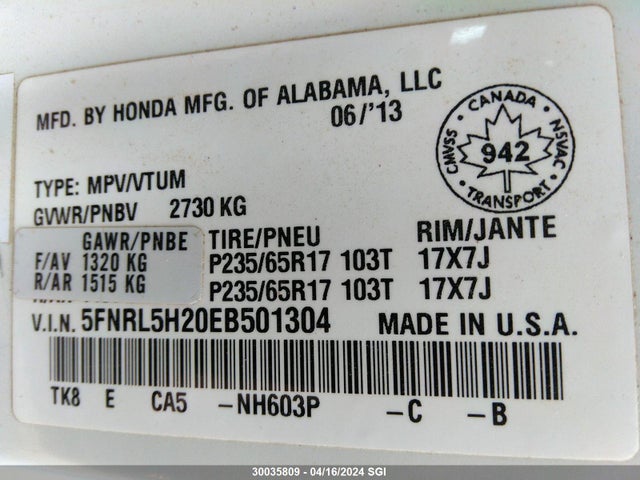 MFD. BY HONDA MFG. OF ALABAMA, LLC
06/'13
CANADA
CMVSS 942 NSVAC
TRANSPORT
TYPE: MPV/VTUM
GVWR/PNBV 2730 KG
GAWR/PNBE TIRE/PNEU RIM/JANTE
F/AV 1320 KG P235/65R17 103T 17X7J
R/AR 1515 KG P235/65R17 103T 17X7J
V.I.N. 5FNRL5H20EB501304 MADE IN U.S.A.
TK8 E CA5 -NH603P -C -B
30035809 - 04/16/2024 SGI